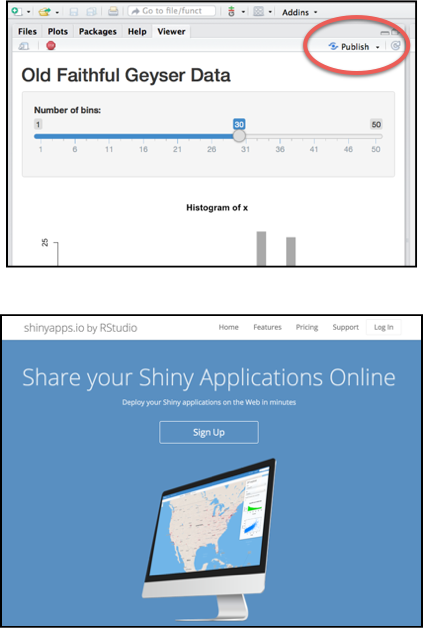 Go to file/funct Addins
Files Plots Packages Help Viewer
Publish
Old Faithful Geyser Data
Number of bins:
1 30 50
1 6 11 16 21 26 31 36 41 46 50
Histogram of x
25
shinyapps.io by RStudio Home Features Pricing Support Log In
Share your Shiny Applications Online
Deploy your Shiny applications on the Web in minutes
Sign Up